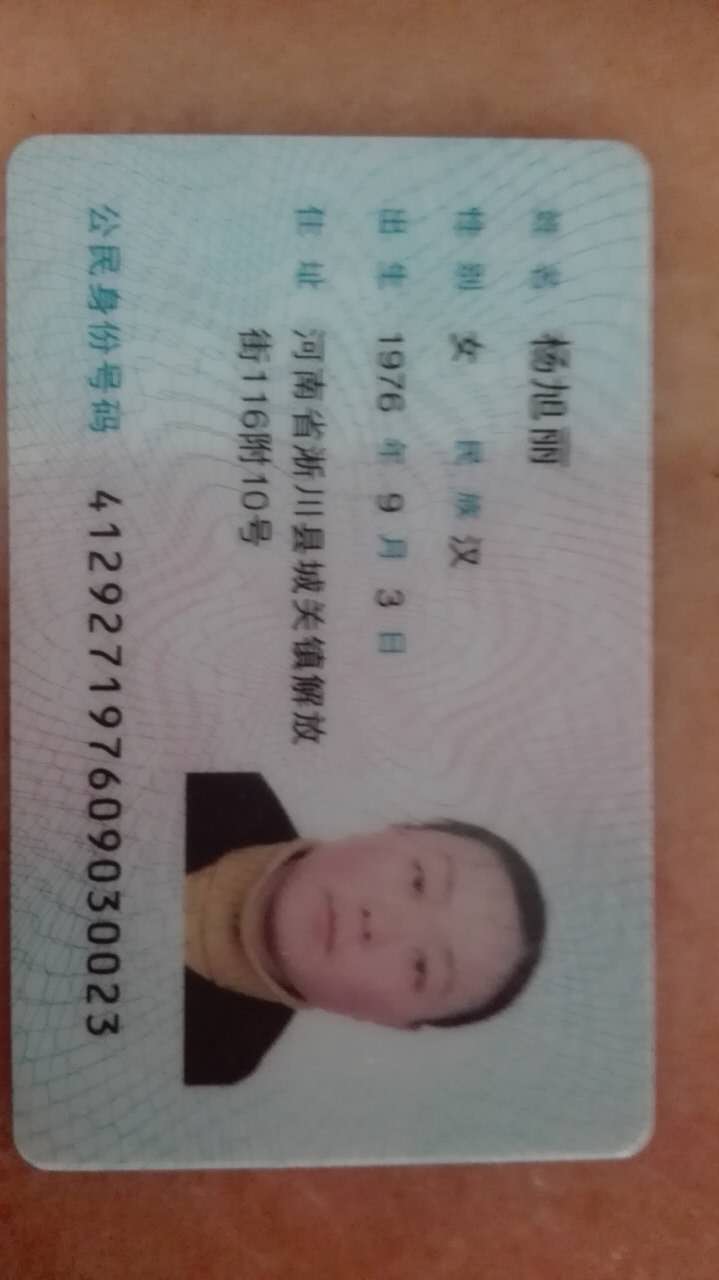 姓名 杨旭丽
性别 女 民族 汉
出生 1976 年 9 月 3 日
住址 河南省淅川县城关镇解放
街116附10号
公民身份号码 412927197609030023